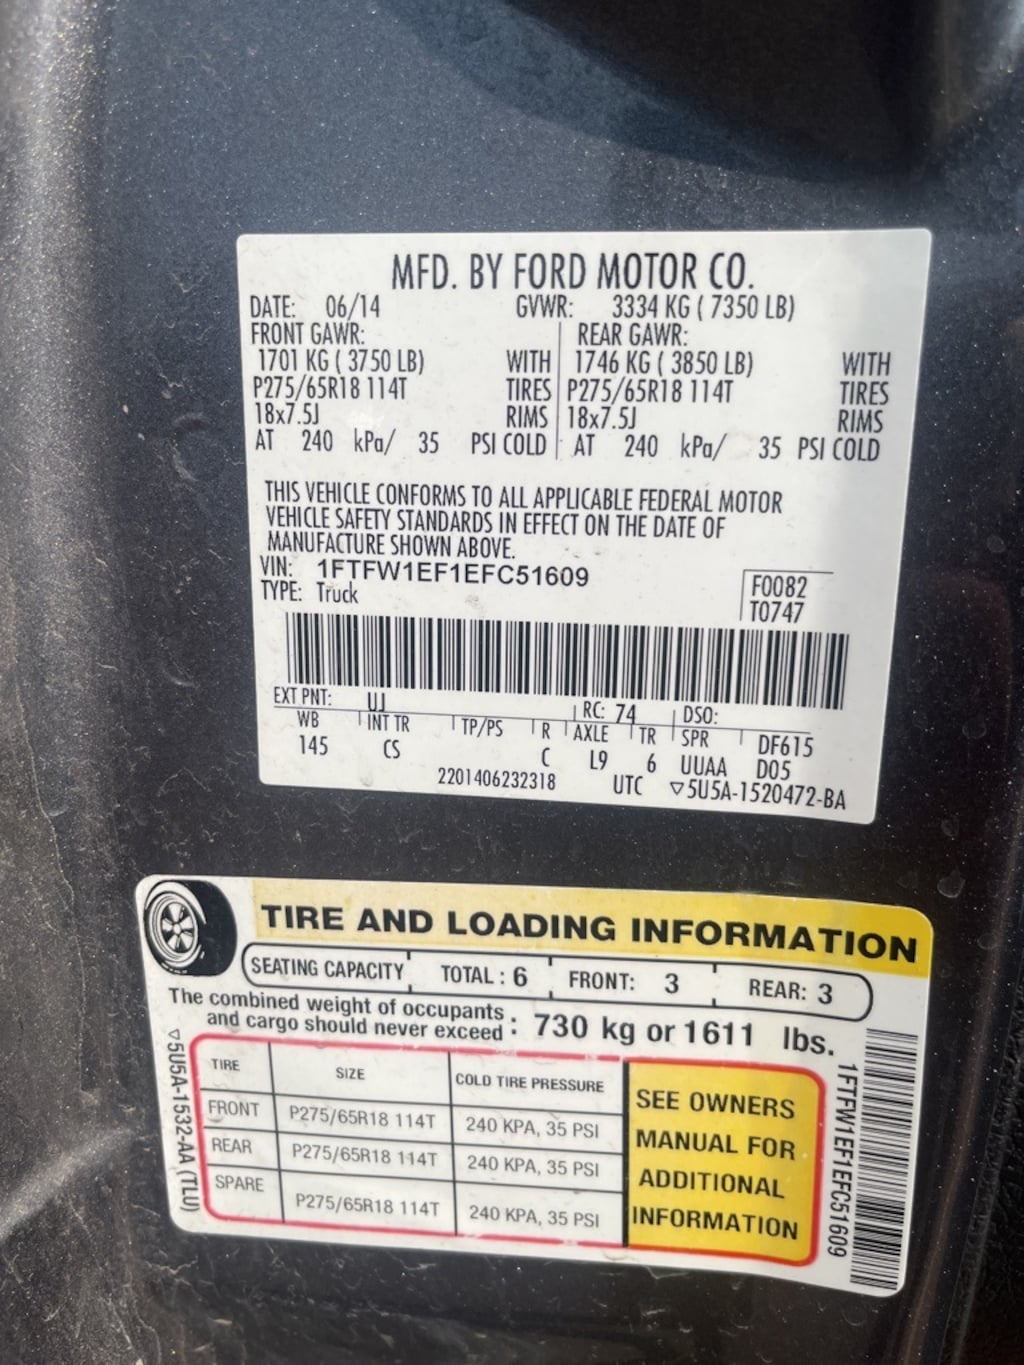 MFD. BY FORD MOTOR CO.
DATE: 06/14 GVWR: 3334 KG ( 7350 LB)
FRONT GAWR: REAR GAWR:
1701 KG ( 3750 LB) WITH 1746 KG ( 3850 LB) WITH
P275/65R18 114T TIRES P275/65R18 114T TIRES
18x7.5J RIMS 18x7.5J RIMS
AT 240 kPa/ 35 PSI COLD AT 240 kPa/ 35 PSI COLD
THIS VEHICLE CONFORMS TO ALL APPLICABLE FEDERAL MOTOR
VEHICLE SAFETY STANDARDS IN EFFECT ON THE DATE OF
MANUFACTURE SHOWN ABOVE.
VIN: 1FTFW1EF1EFC51609
TYPE: Truck
F0082
T0747
EXT PNT: UJ RC: 74 DSO:
WB INT TR TP/PS R AXLE TR SPR DF615
145 CS C L9 6 UUAA D05
2201406232318 UTC ▽5U5A-1520472-BA
TIRE AND LOADING INFORMATION
SEATING CAPACITY TOTAL : 6 FRONT: 3 REAR: 3
The combined weight of occupants
and cargo should never exceed : 730 kg or 1611 lbs.
TIRE SIZE COLD TIRE PRESSURE
FRONT P275/65R18 114T 240 KPA, 35 PSI
REAR P275/65R18 114T 240 KPA, 35 PSI
SPARE P275/65R18 114T 240 KPA, 35 PSI
SEE OWNERS
MANUAL FOR
ADDITIONAL
INFORMATION
▽5U5A-1532-AA (TLU)
1FTFW1EF1EFC51609